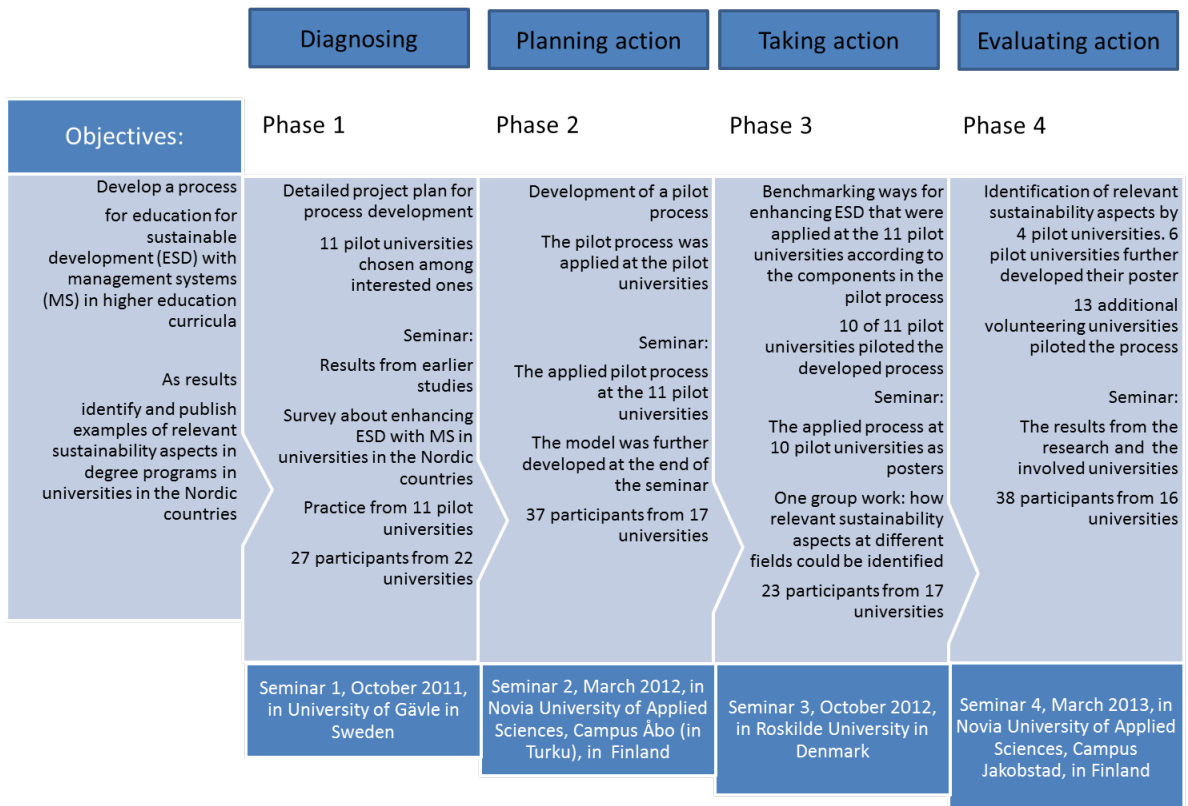 Diagnosing
Planning action
Taking action
Evaluating action
Objectives:
Phase 1
Phase 2
Phase 3
Phase 4
Develop a process
for education for
sustainable
development (ESD) with
management systems
(MS) in higher education
curricula
As results
identify and publish
examples of relevant
sustainability aspects in
degree programs in
universities in the Nordic
countries
Detailed project plan for
process development
11 pilot universities
chosen among
interested ones
Seminar:
Results from earlier
studies
Survey about enhancing
ESD with MS in
universities in the Nordic
countries
Practice from 11 pilot
universities
27 participants from 22
universities
Development of a pilot
process
The pilot process was
applied at the pilot
universities
Seminar:
The applied pilot process
at the 11 pilot
universities
The model was further
developed at the end of
the seminar
37 participants from 17
universities
Benchmarking ways for
enhancing ESD that were
applied at the 11 pilot
universities according to
the components in the
pilot process
10 of 11 pilot
universities piloted the
developed process
Seminar:
The applied process at
10 pilot universities as
posters
One group work: how
relevant sustainability
aspects at different
fields could be identified
23 participants from 17
universities
Identification of relevant
sustainability aspects by
4 pilot universities. 6
pilot universities further
developed their poster
13 additional
volunteering universities
piloted the process
Seminar:
The results from the
research and the
involved universities
38 participants from 16
universities
Seminar 1, October 2011,
in University of Gävle in
Sweden
Seminar 2, March 2012, in
Novia University of Applied
Sciences, Campus Åbo (in
Turku), in Finland
Seminar 3, October 2012,
in Roskilde University in
Denmark
Seminar 4, March 2013, in
Novia University of Applied
Sciences, Campus
Jakobstad, in Finland